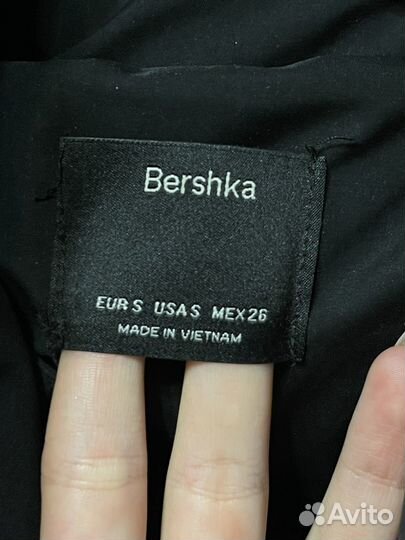 Bershka
EUR S USA S MEX 26
MADE IN VIETNAM
Avito